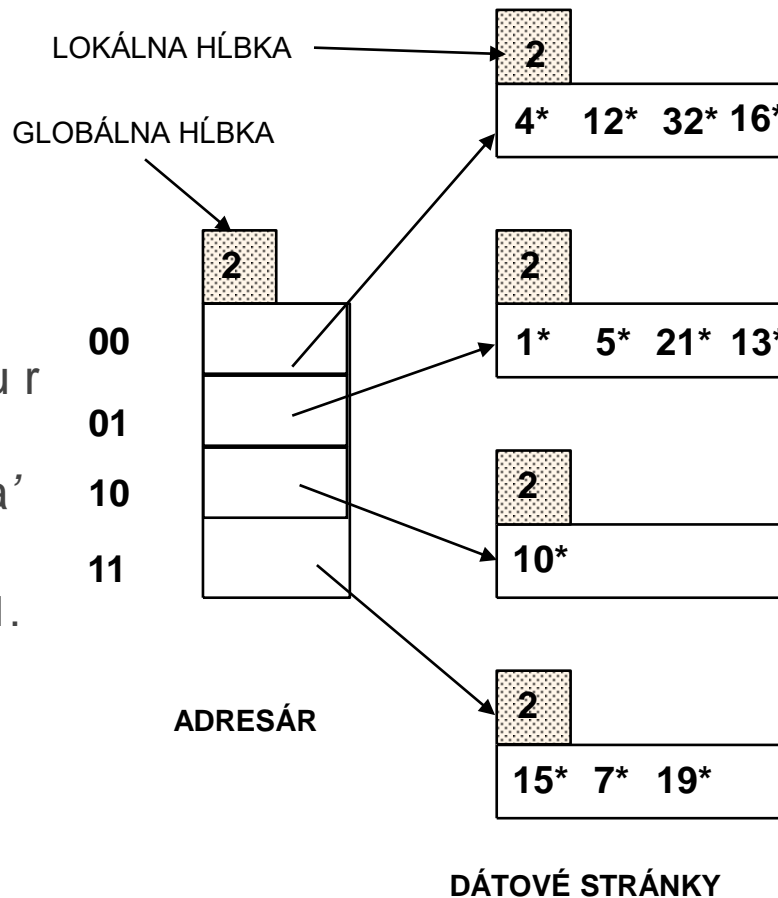 LOKÁLNA HĹBKA
2
4* 12* 32* 16*
GLOBÁLNA HĹBKA
2
2
00
1* 5* 21* 13*
u r
01
2
a’
10
10*
11
1.
2
ADRESÁR
15* 7* 19*
DÁTOVÉ STRÁNKY